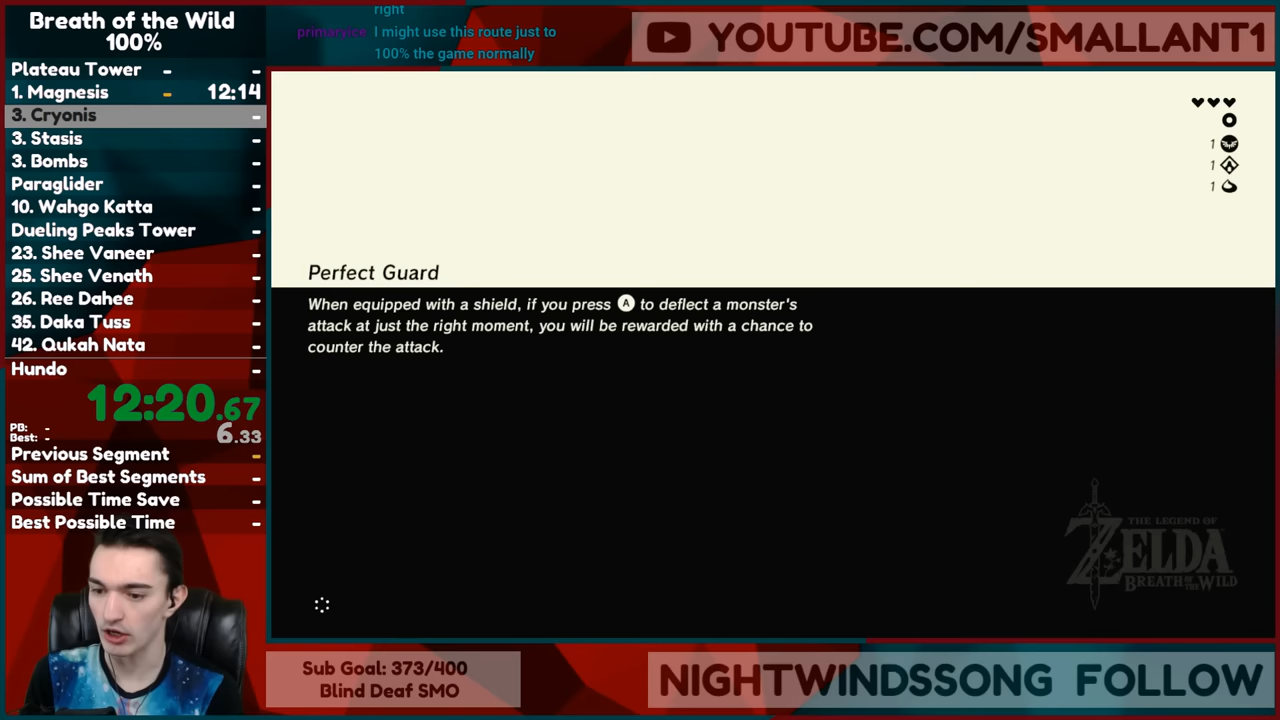 Breath of the Wild
100%
Plateau Tower - -
1. Magnesis - 12:14
3. Cryonis -
3. Stasis -
3. Bombs -
Paraglider -
10. Wahgo Katta -
Dueling Peaks Tower -
23. Shee Vaneer -
25. Shee Venath -
26. Ree Dahee -
35. Daka Tuss -
42. Qukah Nata -
Hundo -
12:20.67
PB: -
Best: -
6.33
Previous Segment -
Sum of Best Segments -
Possible Time Save -
Best Possible Time -
right
primaryice I might use this route just to
100% the game normally
YOUTUBE.COM/SMALLANT1
1
1
1
Perfect Guard
When equipped with a shield, if you press A to deflect a monster's
attack at just the right moment, you will be rewarded with a chance to
counter the attack.
THE LEGEND OF
ZELDA
BREATH OF THE WILD
Sub Goal: 373/400
Blind Deaf SMO
NIGHTWINDSSONG FOLLOW